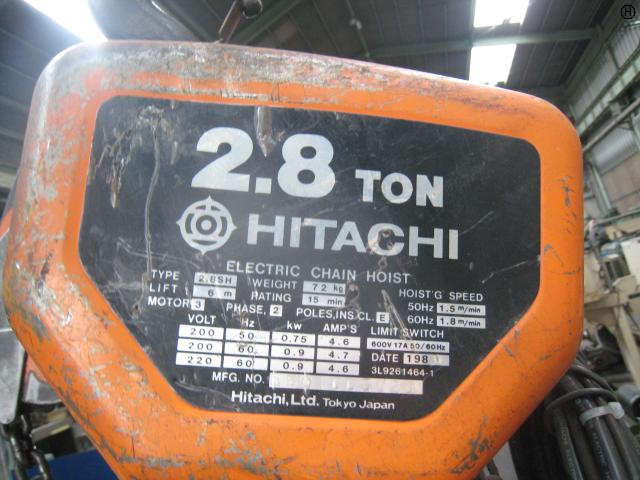 2.8 TON
HITACHI
ELECTRIC CHAIN HOIST
TYPE 2.8SH WEIGHT 72 kg HOIST'G SPEED
LIFT 6 m RATING 15 min 50Hz 1.5 m/min
MOTOR 3 PHASE, 2 POLES, INS. CL. E 60Hz 1.8 m/min
VOLT Hz kw AMP'S LIMIT SWITCH
200 50 0.75 4.6 600V 17A 50/60Hz
200 60 0.9 4.7 DATE 198
220 60 0.9 4.6 3L9261464-1
MFG. NO.
Hitachi, Ltd. Tokyo Japan
H